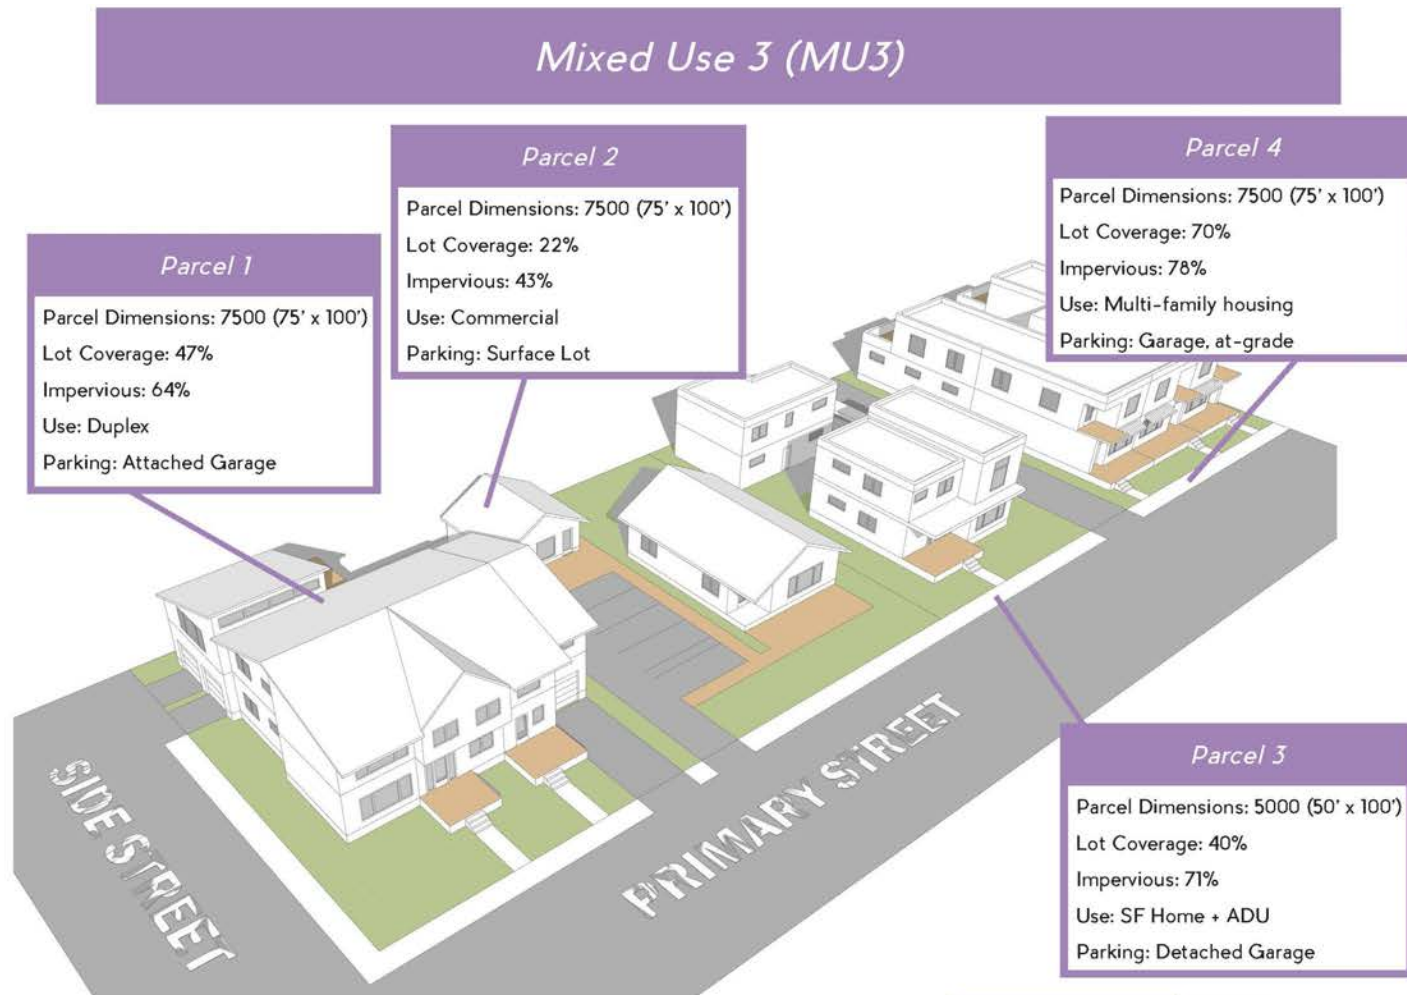 Mixed Use 3 (MU3)
Parcel 1
Parcel Dimensions: 7500 (75' x 100')
Lot Coverage: 47%
Impervious: 64%
Use: Duplex
Parking: Attached Garage
Parcel 2
Parcel Dimensions: 7500 (75' x 100')
Lot Coverage: 22%
Impervious: 43%
Use: Commercial
Parking: Surface Lot
Parcel 4
Parcel Dimensions: 7500 (75' x 100')
Lot Coverage: 70%
Impervious: 78%
Use: Multi-family housing
Parking: Garage, at-grade
Parcel 3
Parcel Dimensions: 5000 (50' x 100')
Lot Coverage: 40%
Impervious: 71%
Use: SF Home + ADU
Parking: Detached Garage
SIDE STREET
PRIMARY STREET